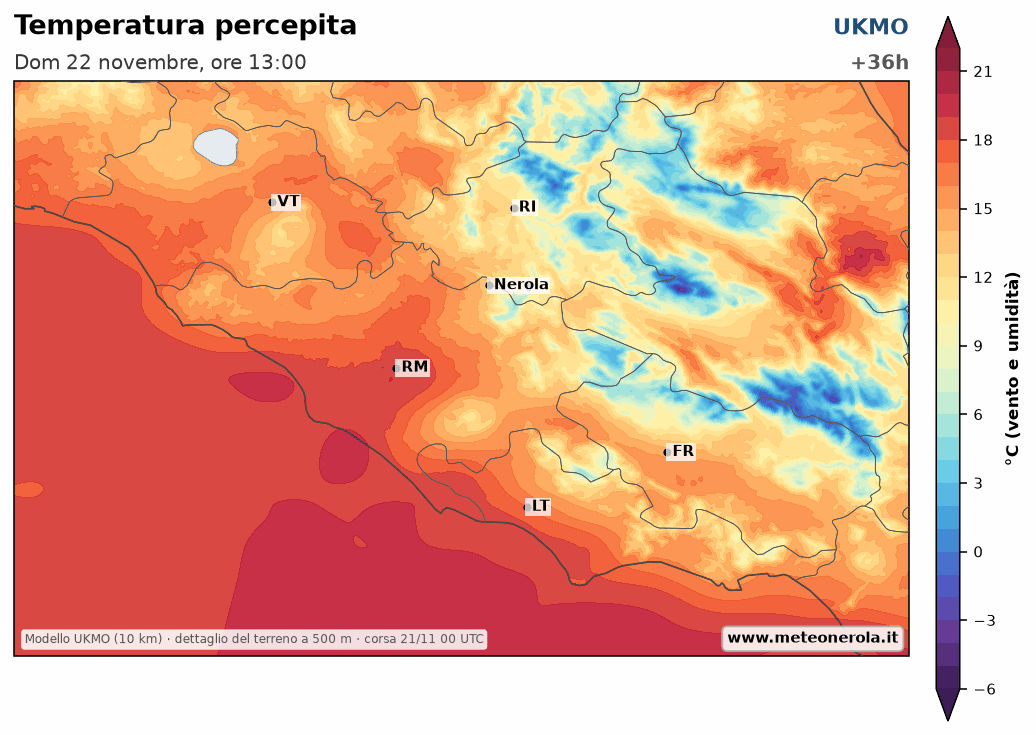 Temperatura percepita
UKMO
Dom 22 novembre, ore 13:00
+36h
VT
RI
Nerola
RM
FR
LT
Modello UKMO (10 km) · dettaglio del terreno a 500 m · corsa 21/11 00 UTC
www.meteonerola.it
21
18
15
12
9
6
3
0
−3
−6
°C (vento e umidità)